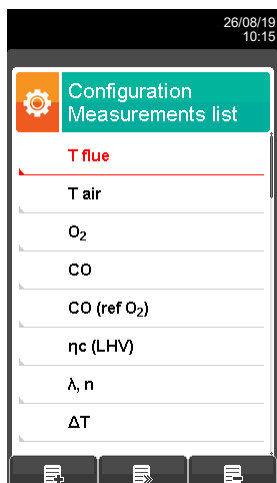 26/08/19
10:15
Configuration
Measurements list
T flue
T air
O₂
CO
CO (ref O₂)
ηc (LHV)
λ, n
ΔT